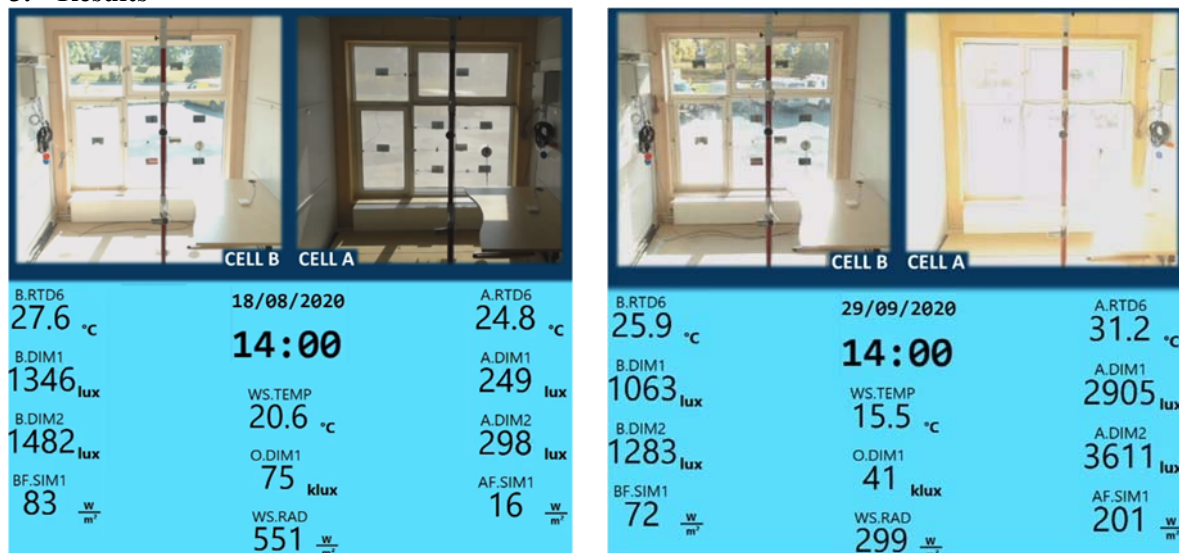 3. Results
CELL B CELL A
B.RTD6
27.6 °C
B.DIM1
1346 lux
B.DIM2
1482 lux
BF.SIM1
83 W/m²
18/08/2020
14:00
WS.TEMP
20.6 °C
O.DIM1
75 klux
WS.RAD
551 W/m²
A.RTD6
24.8 °C
A.DIM1
249 lux
A.DIM2
298 lux
AF.SIM1
16 W/m²
CELL B CELL A
B.RTD6
25.9 °C
B.DIM1
1063 lux
B.DIM2
1283 lux
BF.SIM1
72 W/m²
29/09/2020
14:00
WS.TEMP
15.5 °C
O.DIM1
41 klux
WS.RAD
299 W/m²
A.RTD6
31.2 °C
A.DIM1
2905 lux
A.DIM2
3611 lux
AF.SIM1
201 W/m²